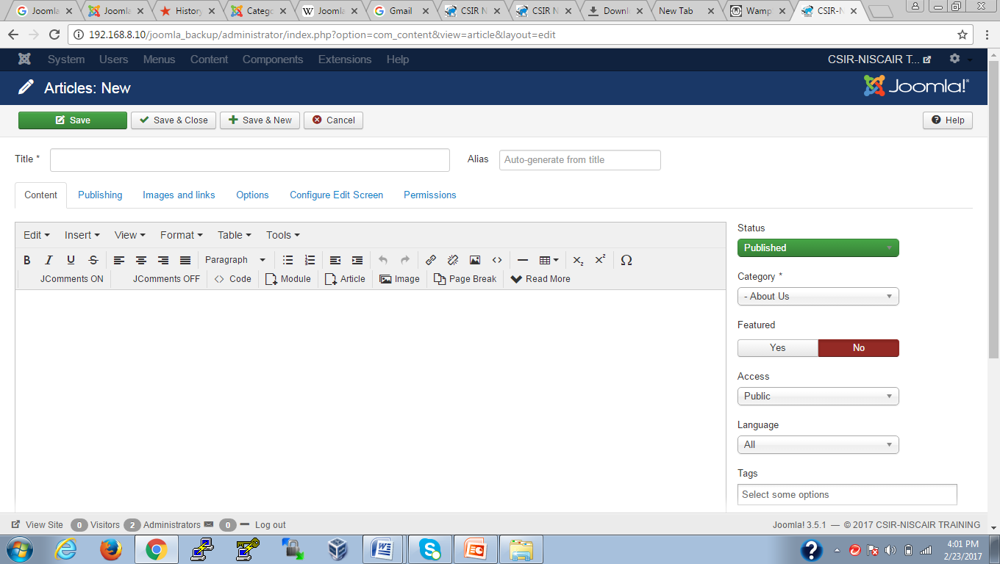 Joomla Joomla History Catego Joomla Gmail CSIR N CSIR N Downl New Tab Wamp CSIR-N
192.168.8.10/joomla_backup/administrator/index.php?option=com_content&view=article&layout=edit
System Users Menus Content Components Extensions Help CSIR-NISCAIR T...
Articles: New Joomla!®
Save Save & Close Save & New Cancel Help
Title * Alias Auto-generate from title
Content Publishing Images and links Options Configure Edit Screen Permissions
Edit Insert View Format Table Tools
B I U S Paragraph x₂ x² Ω
JComments ON JComments OFF Code Module Article Image Page Break Read More
Status
Published
Category *
- About Us
Featured
Yes No
Access
Public
Language
All
Tags
Select some options
View Site 0 Visitors 2 Administrators 0 Log out Joomla! 3.5.1 — © 2017 CSIR-NISCAIR TRAINING
4:01 PM
2/23/2017